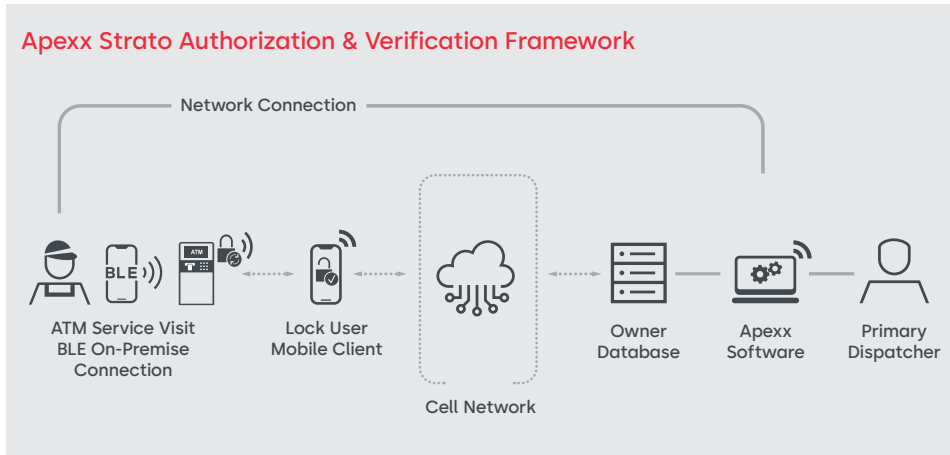 Apexx Strato Authorization & Verification Framework
Network Connection
BLE
ATM
ATM Service Visit
BLE On-Premise
Connection
Lock User
Mobile Client
Cell Network
Owner
Database
Apexx
Software
Primary
Dispatcher